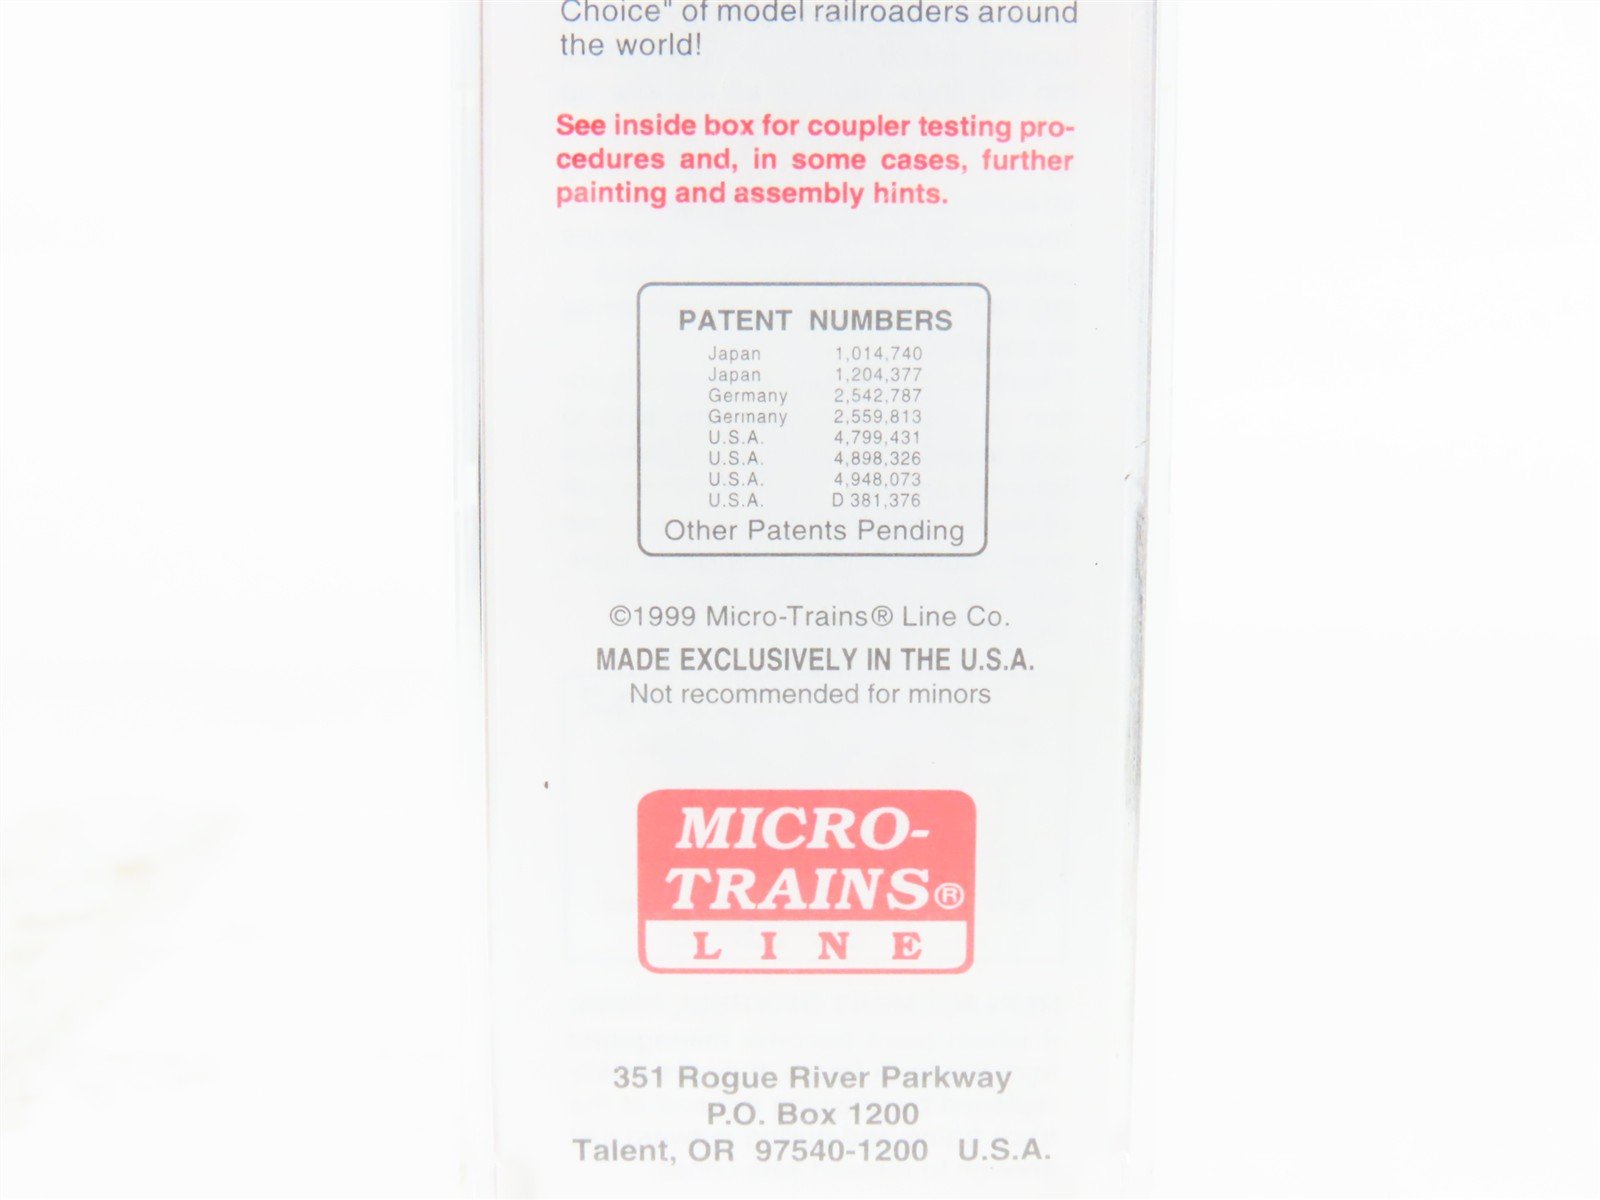 Choice" of model railroaders around
the world!
See inside box for coupler testing pro-
cedures and, in some cases, further
painting and assembly hints.
PATENT NUMBERS
Japan 1,014,740
Japan 1,204,377
Germany 2,542,787
Germany 2,559,813
U.S.A. 4,799,431
U.S.A. 4,898,326
U.S.A. 4,948,073
U.S.A. D 381,376
Other Patents Pending
©1999 Micro-Trains® Line Co.
MADE EXCLUSIVELY IN THE U.S.A.
Not recommended for minors
MICRO-
TRAINS®
LINE
351 Rogue River Parkway
P.O. Box 1200
Talent, OR 97540-1200 U.S.A.